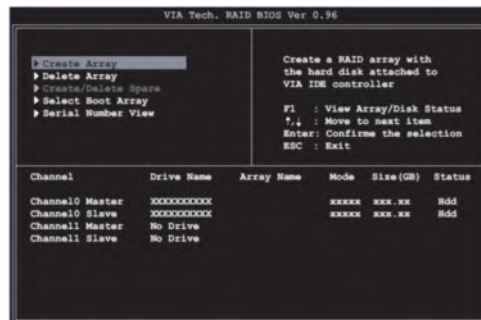 VIA Tech. RAID BIOS Ver 0.96
Create Array
Delete Array
Create/Delete Spare
Select Boot Array
Serial Number View
Create a RAID array with
the hard disk attached to
VIA IDE controller
F1 : View Array/Disk Status
↑,↓ : Move to next item
Enter: Confirme the selection
ESC : Exit
Channel Drive Name Array Name Mode Size(GB) Status
Channel0 Master XXXXXXXXXX XXXXX XXX.XX Hdd
Channel0 Slave XXXXXXXXXX XXXXX XXX.XX Hdd
Channel1 Master No Drive
Channel1 Slave No Drive